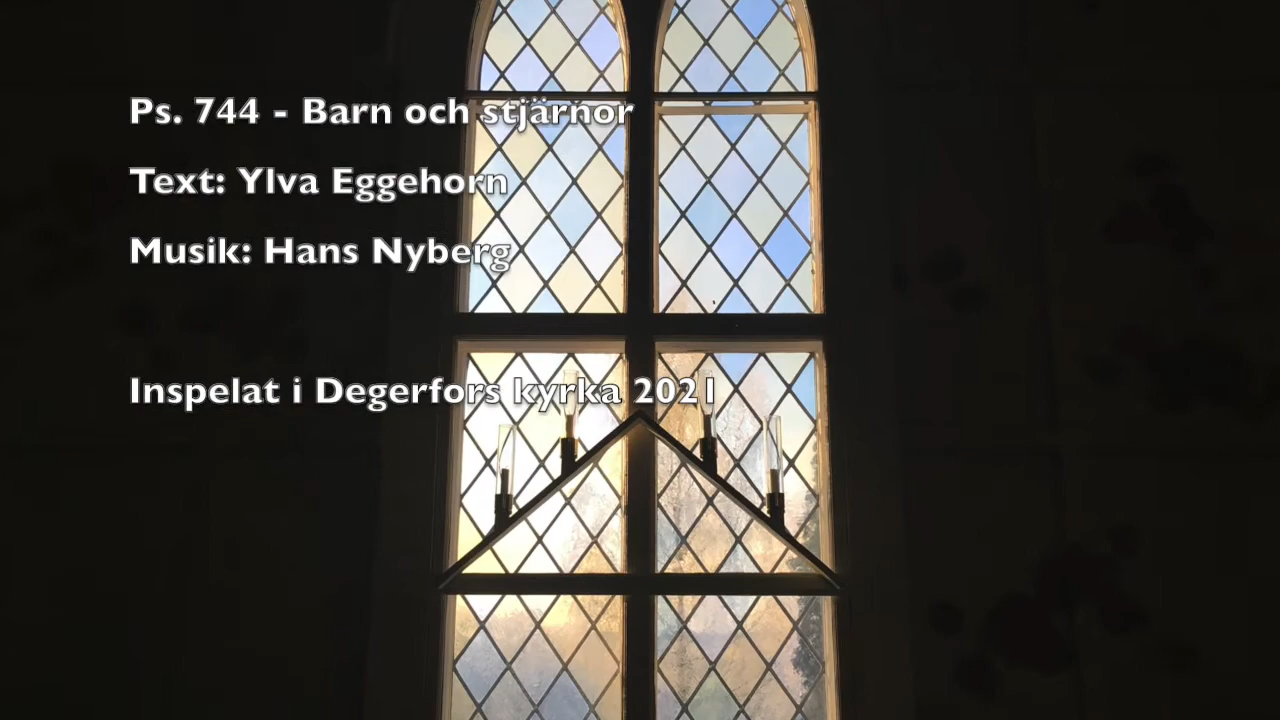 Ps. 744 - Barn och stjärnor
Text: Ylva Eggehorn
Musik: Hans Nyberg
Inspelat i Degerfors kyrka 2021